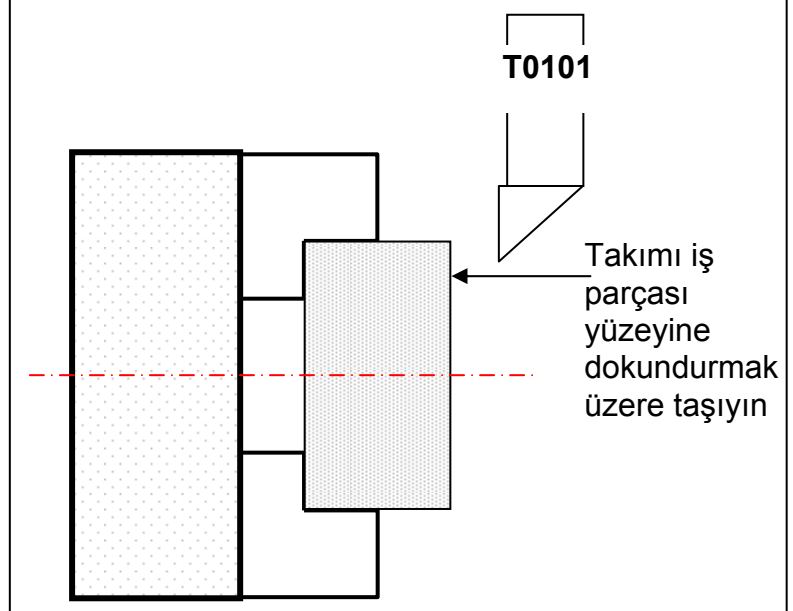 T0101
Takımı iş
parçası
yüzeyine
dokundurmak
üzere taşıyın